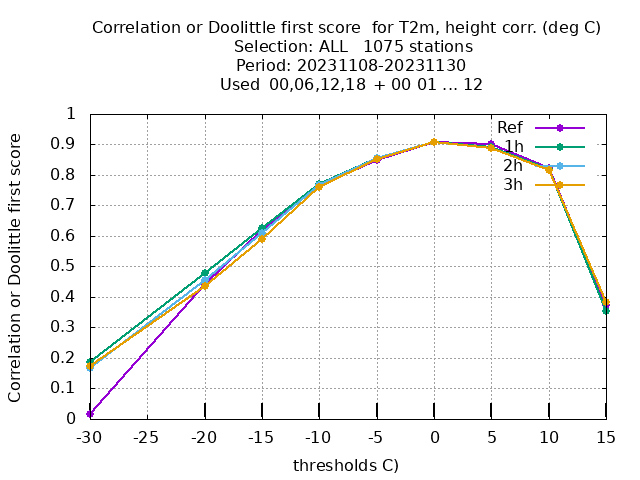 Correlation or Doolittle first score  for T2m, height corr. (deg C)
Selection: ALL   1075 stations
Period: 20231108-20231130
Used  00,06,12,18  + 00 01 ... 12
Correlation or Doolittle first score
1
0.9
0.8
0.7
0.6
0.5
0.4
0.3
0.2
0.1
0
Ref
1h
2h
3h
-30 -25 -20 -15 -10 -5 0 5 10 15
thresholds C)